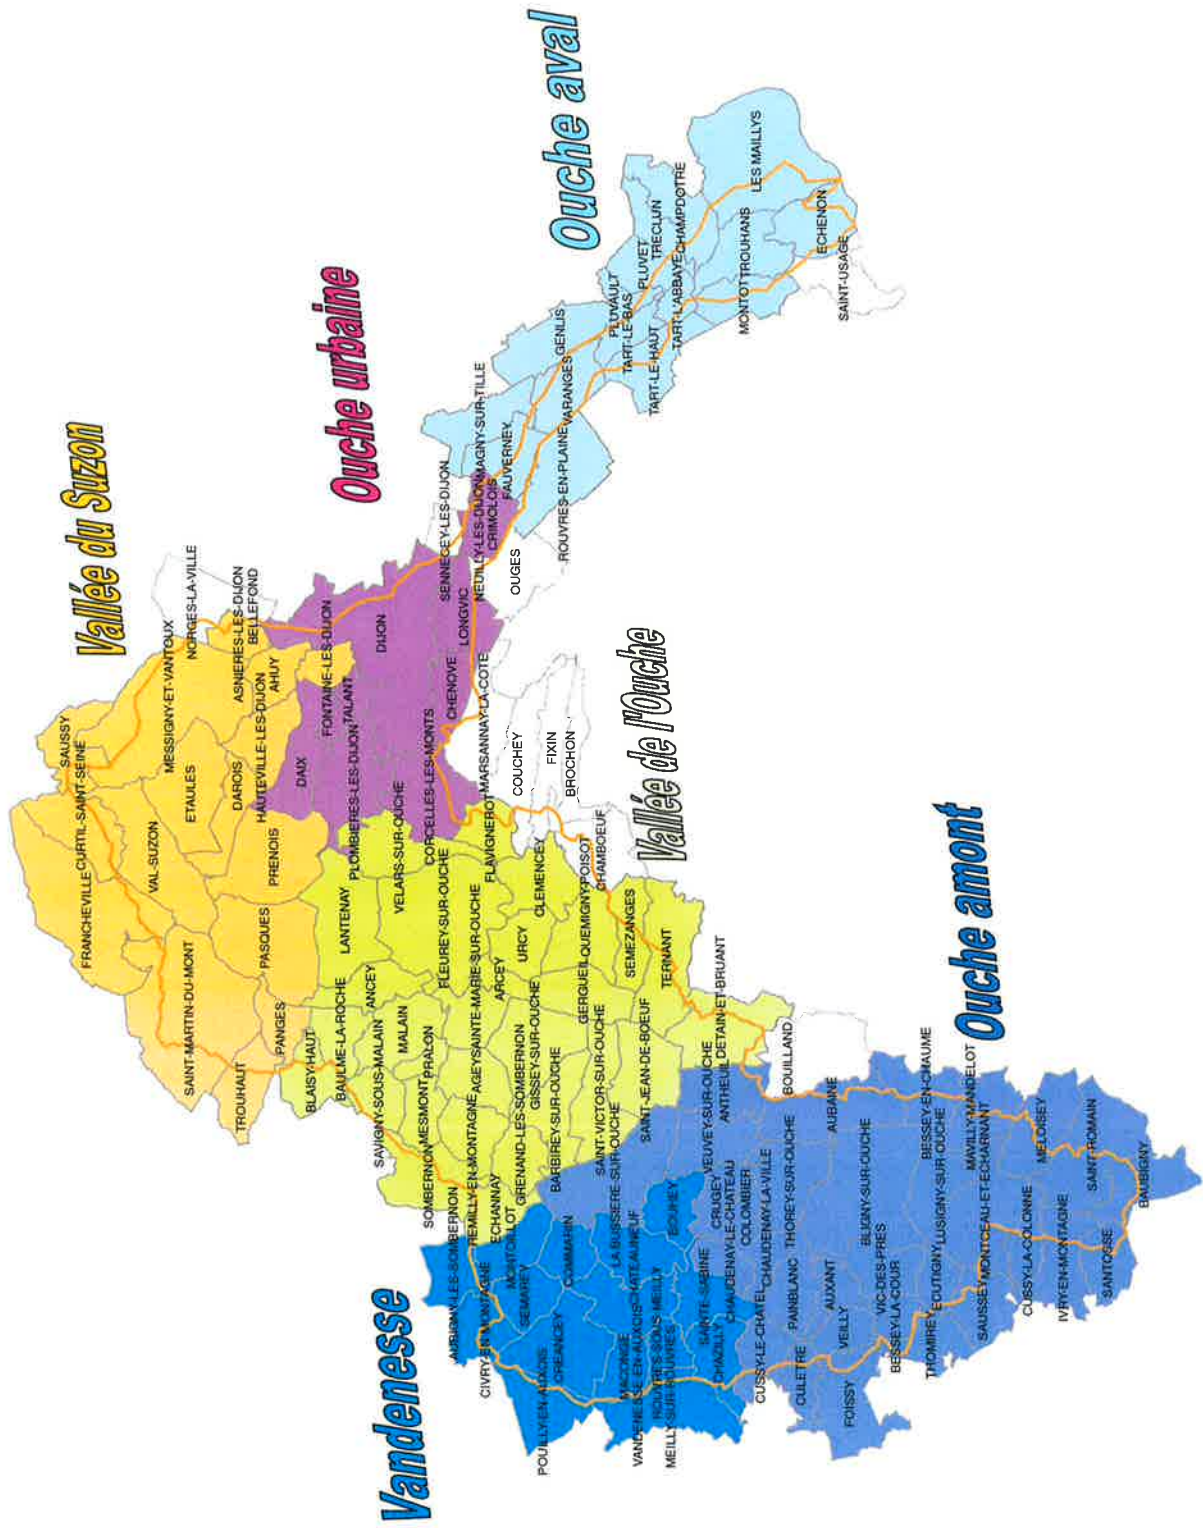 Vallée du Suzon
Ouche urbaine
Ouche aval
Vandenesse
Vallée de l'Ouche
Ouche amont
SAUSSY
CURTIL-SAINT-SEINE
FRANCHEVILLE
MESSIGNY-ET-VANTOUX
NORGES-LA-VILLE
VAL-SUZON
ETAULES
ASNIERES-LES-DIJON
BELLEFOND
DAROIS
HAUTEVILLE-LES-DIJON
AHUY
SAINT-MARTIN-DU-MONT
PASQUES
PRENOIS
PANGES
TROUHAUT
DAIX
FONTAINE-LES-DIJON
TALANT
PLOMBIERES-LES-DIJON
DIJON
VELARS-SUR-OUCHE
CORCELLES-LES-MONTS
CHENOVE
LONGVIC
SENNECEY-LES-DIJON
NEUILLY-LES-DIJON
CRIMOLOIS
MAGNY-SUR-TILLE
FAUVERNEY
OUGES
MARSANNAY-LA-COTE
FLAVIGNEROT
COUCHEY
FIXIN
BROCHON
CHAMBOEUF
ROUVRES-EN-PLAINE
VARANGES
GENLIS
PLUVAULT
PLUVET
TRECLUN
TART-LE-BAS
TART-LE-HAUT
TART-L'ABBAYE
CHAMPDOTRE
MONTOT
TROUHANS
LES MAILLYS
ECHENON
SAINT-USAGE
BLAISY-HAUT
BAULME-LA-ROCHE
LANTENAY
ANCEY
SAVIGNY-SOUS-MALAIN
MALAIN
PRALON
MESMONT
SOMBERNON
FLEUREY-SUR-OUCHE
SAINTE-MARIE-SUR-OUCHE
AGEY
REMILLY-EN-MONTAGNE
ARCEY
URCY
CLEMENCEY
ECHANNAY
GRENAND-LES-SOMBERNON
GISSEY-SUR-OUCHE
BARBIREY-SUR-OUCHE
GERGUEIL
QUEMIGNY-POISOT
SAINT-VICTOR-SUR-OUCHE
SEMEZANGES
SAINT-JEAN-DE-BOEUF
TERNANT
DETAIN-ET-BRUANT
AUBIGNY-LES-SOMBERNON
CIVRY-EN-MONTAGNE
MONTOILLOT
SEMAREY
COMMARIN
POUILLY-EN-AUXOIS
CREANCEY
LA BUSSIERE-SUR-OUCHE
CHATEAUNEUF
VANDENESSE-EN-AUXOIS
MACONGE
ROUVRES-SOUS-MEILLY
MEILLY-SUR-ROUVRES
BOUHEY
SAINTE-SABINE
CHAZILLY
CRUGEY
CHAUDENAY-LE-CHATEAU
COLOMBIER
CHAUDENAY-LA-VILLE
VEUVEY-SUR-OUCHE
ANTHEUIL
BOUILLAND
CUSSY-LE-CHATEL
PAINBLANC
THOREY-SUR-OUCHE
AUBAINE
CULETRE
AUXANT
VEILLY
FOISSY
BLIGNY-SUR-OUCHE
VIC-DES-PRES
BESSEY-LA-COUR
BESSEY-EN-CHAUME
LUSIGNY-SUR-OUCHE
ECUTIGNY
THOMIREY
MAVILLY-MANDELOT
MONTCEAU-ET-ECHARNANT
SAUSSEY
CUSSY-LA-COLONNE
MELOISEY
IVRY-EN-MONTAGNE
SAINT-ROMAIN
SANTOSSE
BAUBIGNY